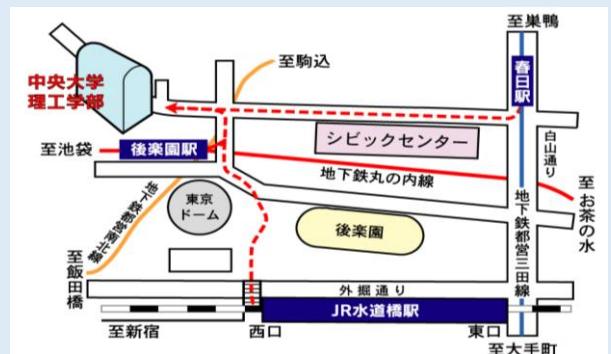 至巣鴨
至駒込
中央大学
理工学部
春日駅
シビックセンター
白山通り
至池袋
後楽園駅
地下鉄丸の内線
至お茶の水
東京
ドーム
地下鉄都営南北線
後楽園
地下鉄都営三田線
至飯田橋
外掘通り
JR水道橋駅
至新宿
西口
東口
至大手町